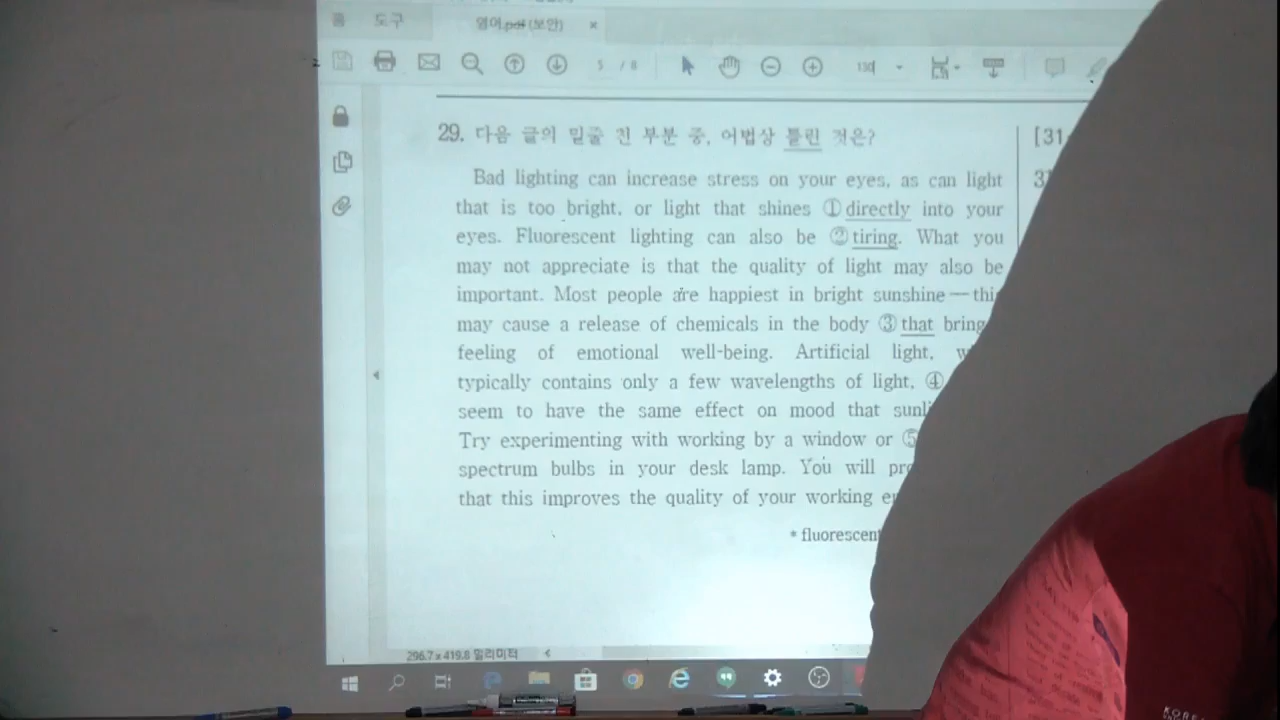 홈 도구 영어.pdf (보안) ×
5 / 8
29. 다음 글의 밑줄 친 부분 중, 어법상 틀린 것은?
[31
Bad lighting can increase stress on your eyes, as can light
that is too bright, or light that shines ① directly into your
eyes. Fluorescent lighting can also be ② tiring. What you
may not appreciate is that the quality of light may also be
important. Most people are happiest in bright sunshine — this
may cause a release of chemicals in the body ③ that bring
feeling of emotional well-being. Artificial light,
typically contains only a few wavelengths of light, ④
seem to have the same effect on mood that
Try experimenting with working by a window or ⑤
spectrum bulbs in your desk lamp. You will
that this improves the quality of your working
* fluorescent
296.7 x 419.8 밀리미터